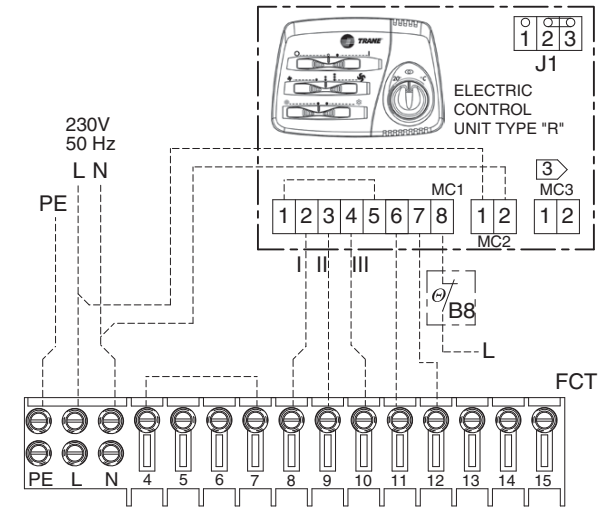 TRANE
20 °C
1 2 3
J1
ELECTRIC
CONTROL
UNIT TYPE "R"
230V
50 Hz
L N
PE
3
MC1
MC3
1 2 3 4 5 6 7 8
1 2
1 2
MC2
I II III
Θ
B8
L
FCT
PE L N 4 5 6 7 8 9 10 11 12 13 14 15